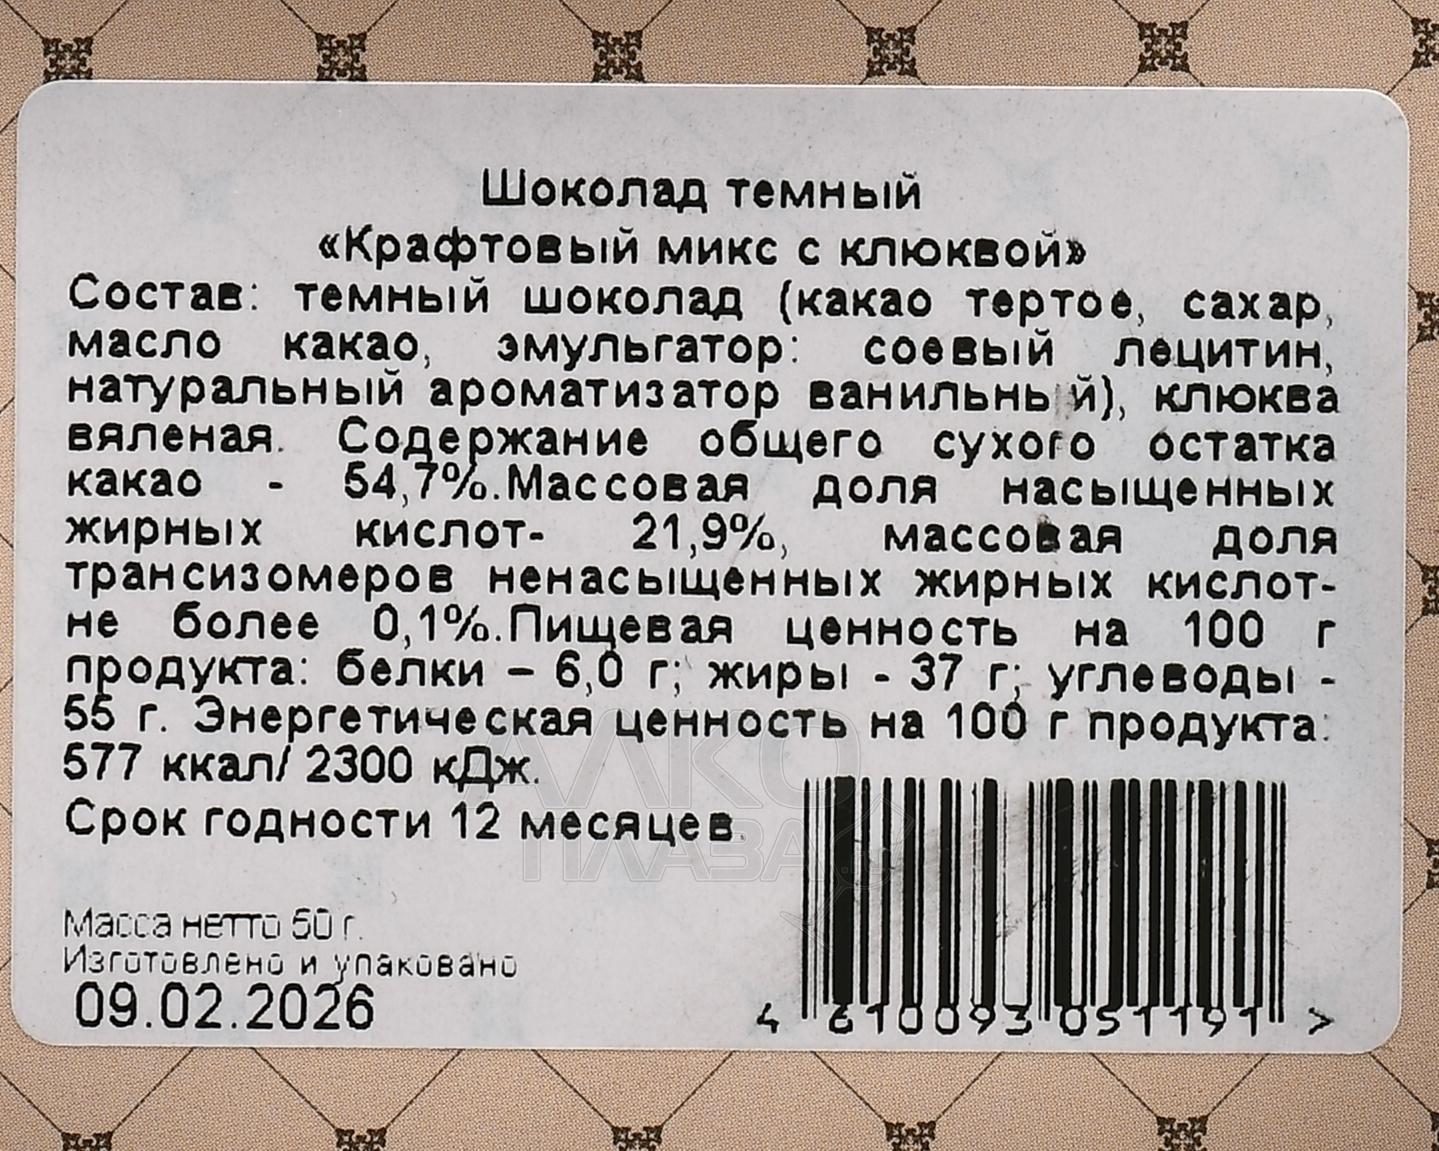 Шоколад темный
«Крафтовый микс с клюквой»
Состав: темный шоколад (какао тертое, сахар,
масло какао, эмульгатор: соевый лецитин,
натуральный ароматизатор ванильный), клюква
вяленая. Содержание общего сухого остатка
какао - 54,7%.Массовая доля насыщенных
жирных кислот- 21,9%, массовая доля
трансизомеров ненасыщенных жирных кислот-
не более 0,1%.Пищевая ценность на 100 г
продукта: белки – 6,0 г; жиры - 37 г; углеводы -
55 г. Энергетическая ценность на 100 г продукта:
577 ккал/ 2300 кДж.
Срок годности 12 месяцев.
Масса нетто 50 г.
Изготовлено и упаковано
09.02.2026
4 610093 051191 >
АЛКО
ПЛАЗА